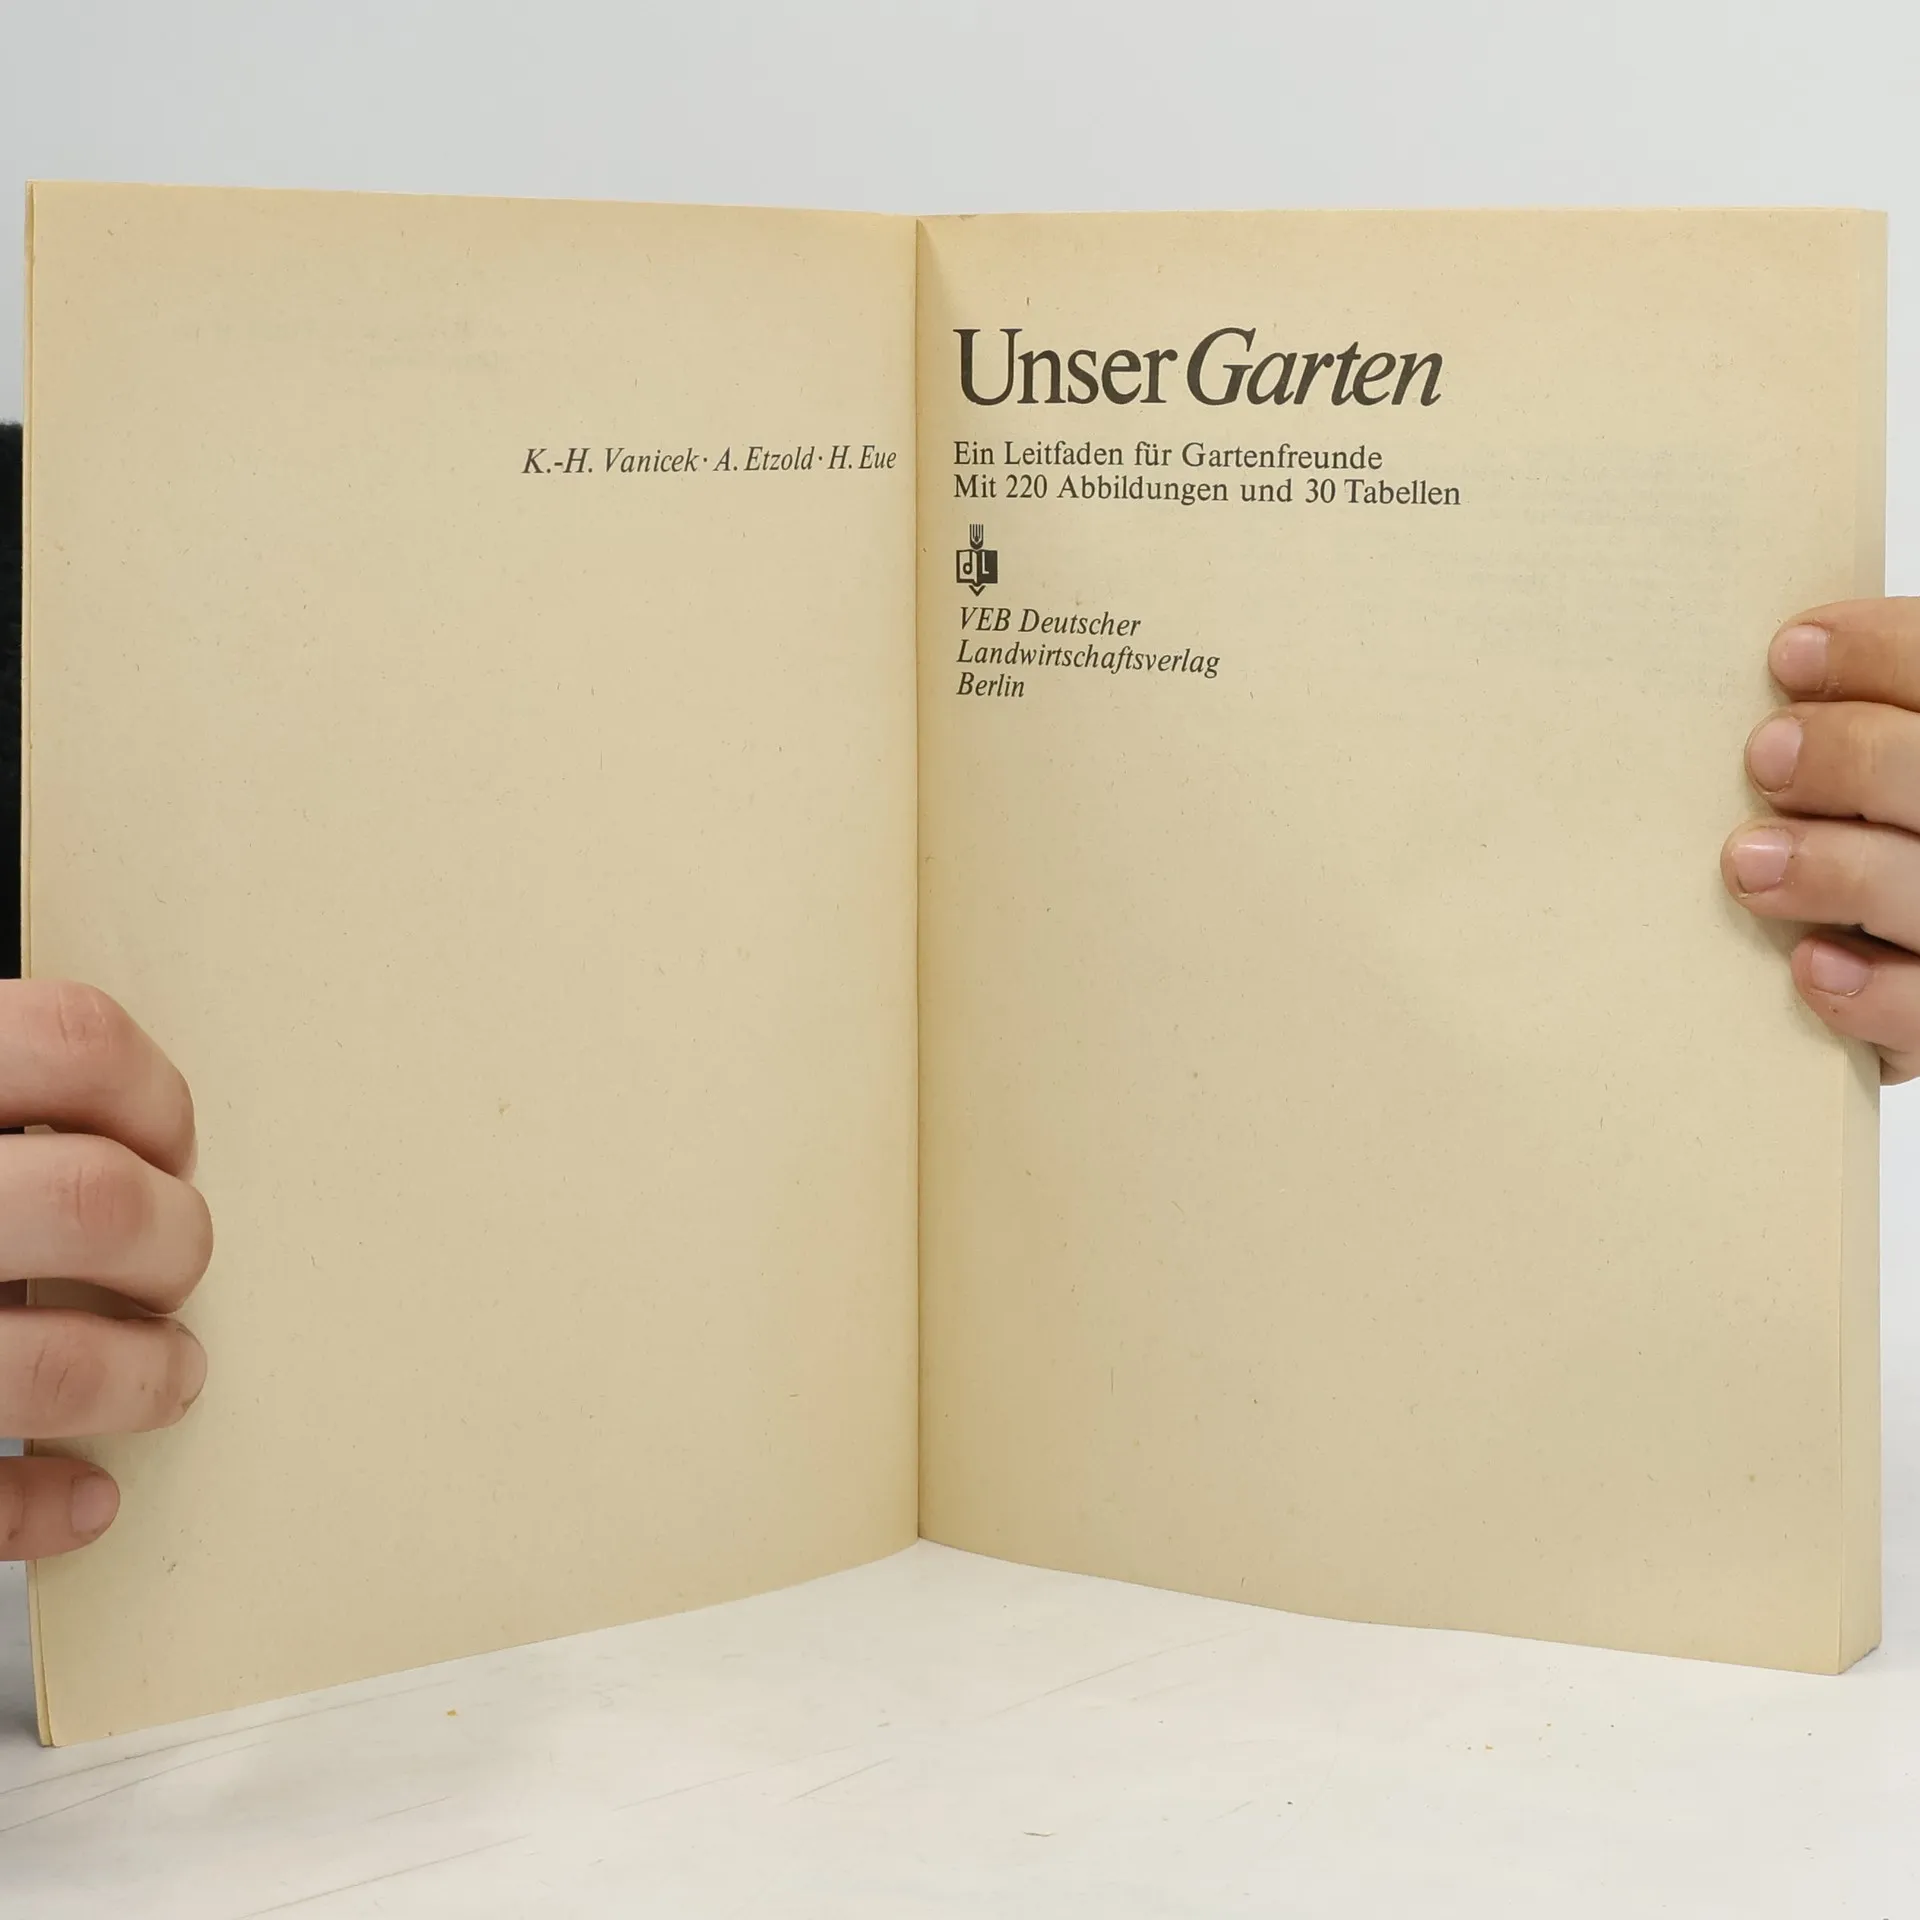 K.-H. Vanicek · A. Etzold · H. Eue
Unser Garten
Ein Leitfaden für Gartenfreunde
Mit 220 Abbildungen und 30 Tabellen
dL
VEB Deutscher
Landwirtschaftsverlag
Berlin